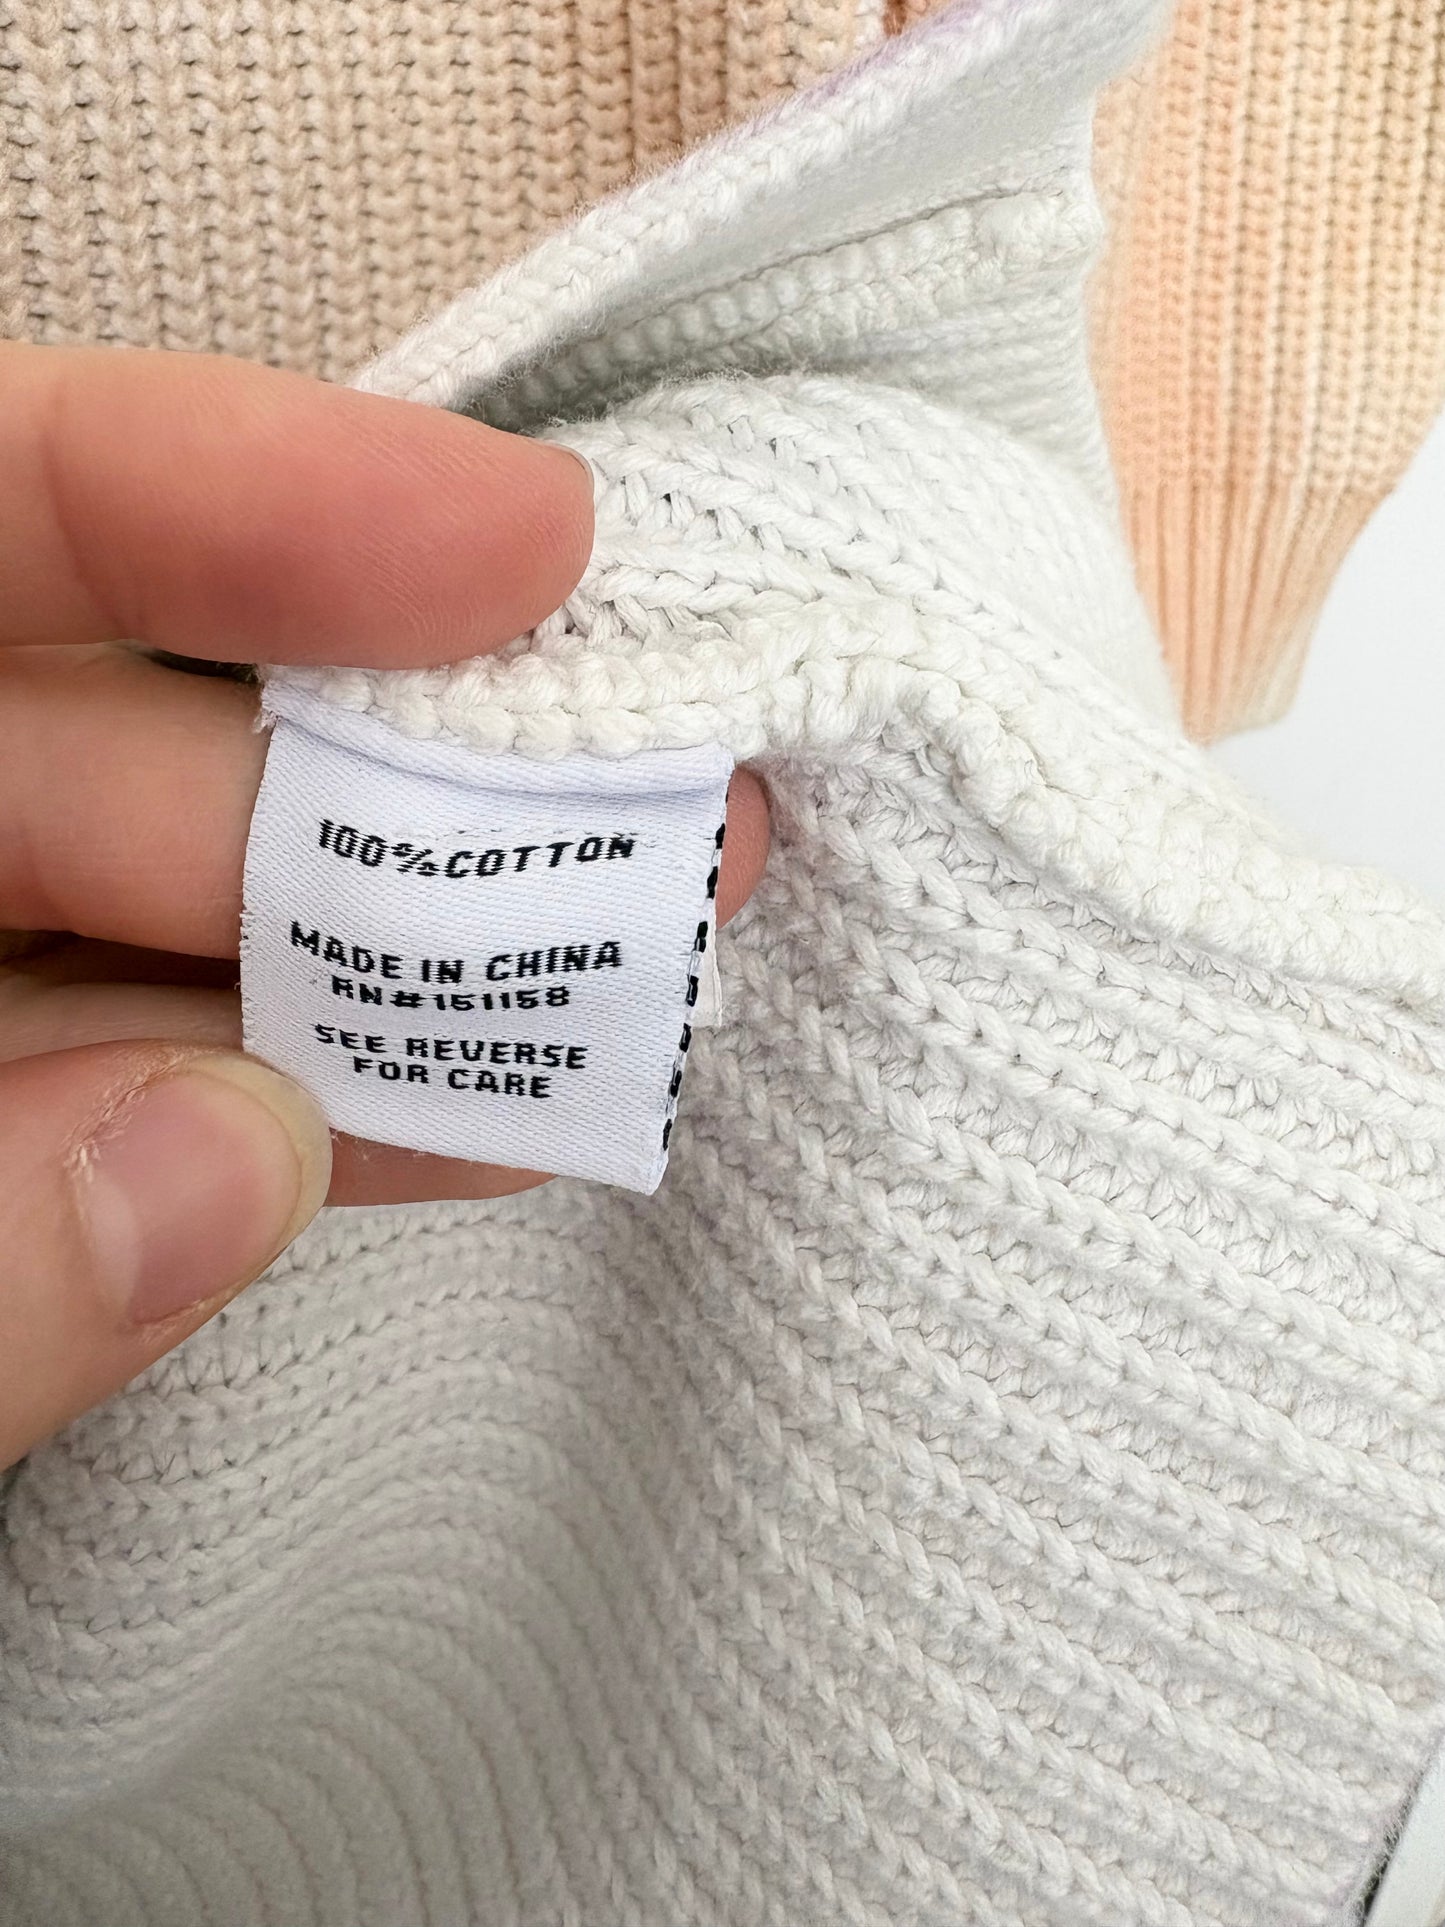 100% COTTON
MADE IN CHINA
RN#151158
SEE REVERSE
FOR CARE